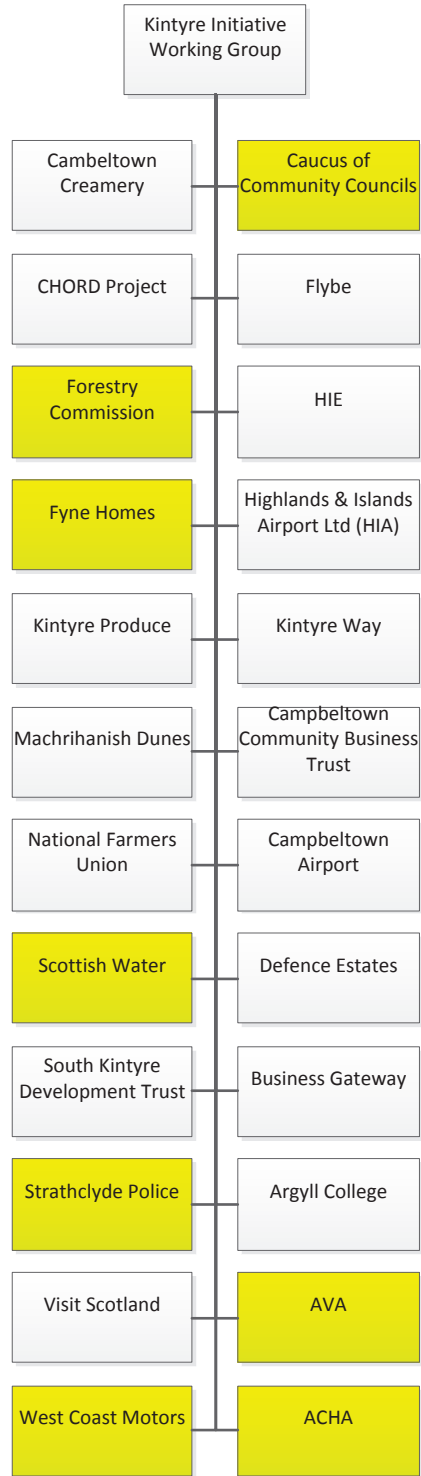 Kintyre Initiative
Working Group
Cambeltown
Creamery
Caucus of
Community Councils
CHORD Project
Flybe
Forestry
Commission
HIE
Fyne Homes
Highlands & Islands
Airport Ltd (HIA)
Kintyre Produce
Kintyre Way
Machrihanish Dunes
Campbeltown
Community Business
Trust
National Farmers
Union
Campbeltown
Airport
Scottish Water
Defence Estates
South Kintyre
Development Trust
Business Gateway
Strathclyde Police
Argyll College
Visit Scotland
AVA
West Coast Motors
ACHA